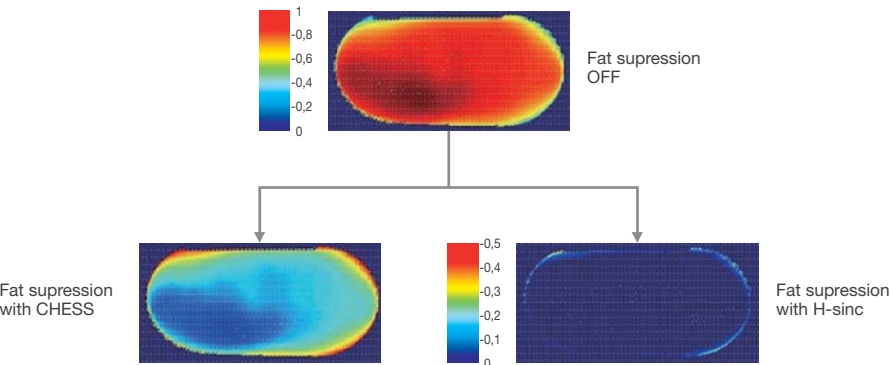 1
-0,8
-0,6
-0,4
-0,2
0
Fat supression
OFF
Fat supression
with CHESS
-0,5
-0,4
-0,3
-0,2
-0,1
0
Fat supression
with H-sinc